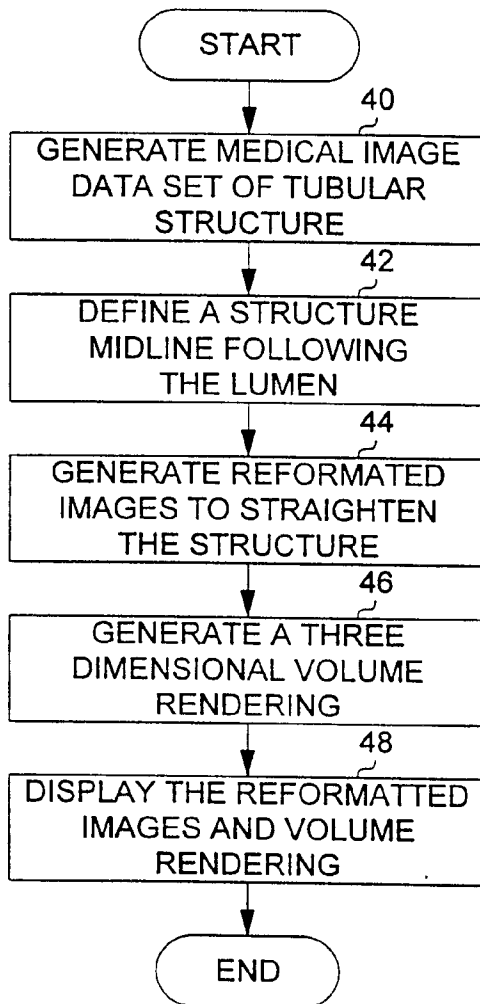 START
40
GENERATE MEDICAL IMAGE
DATA SET OF TUBULAR
STRUCTURE
42
DEFINE A STRUCTURE
MIDLINE FOLLOWING
THE LUMEN
44
GENERATE REFORMATED
IMAGES TO STRAIGHTEN
THE STRUCTURE
46
GENERATE A THREE
DIMENSIONAL VOLUME
RENDERING
48
DISPLAY THE REFORMATTED
IMAGES AND VOLUME
RENDERING
END